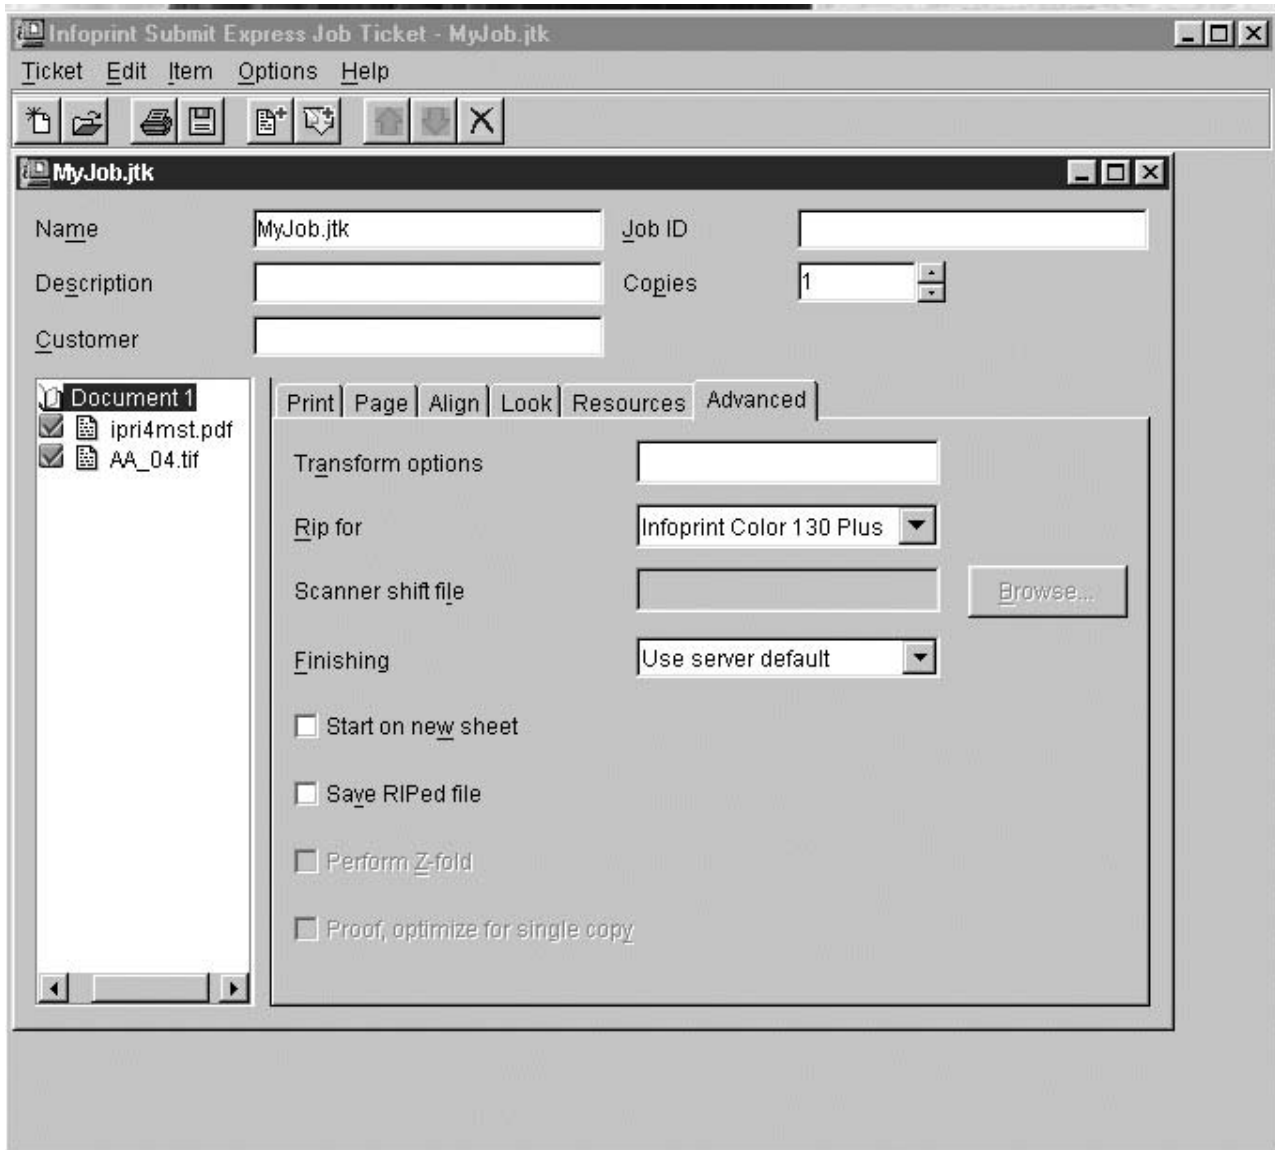 Infoprint Submit Express Job Ticket - MyJob.jtk
Ticket Edit Item Options Help
MyJob.jtk
Name MyJob.jtk Job ID
Description Copies 1
Customer
Document 1
ipri4mst.pdf
AA_04.tif
Print Page Align Look Resources Advanced
Transform options
Rip for Infoprint Color 130 Plus
Scanner shift file Browse...
Finishing Use server default
Start on new sheet
Save RIPed file
Perform Z-fold
Proof, optimize for single copy